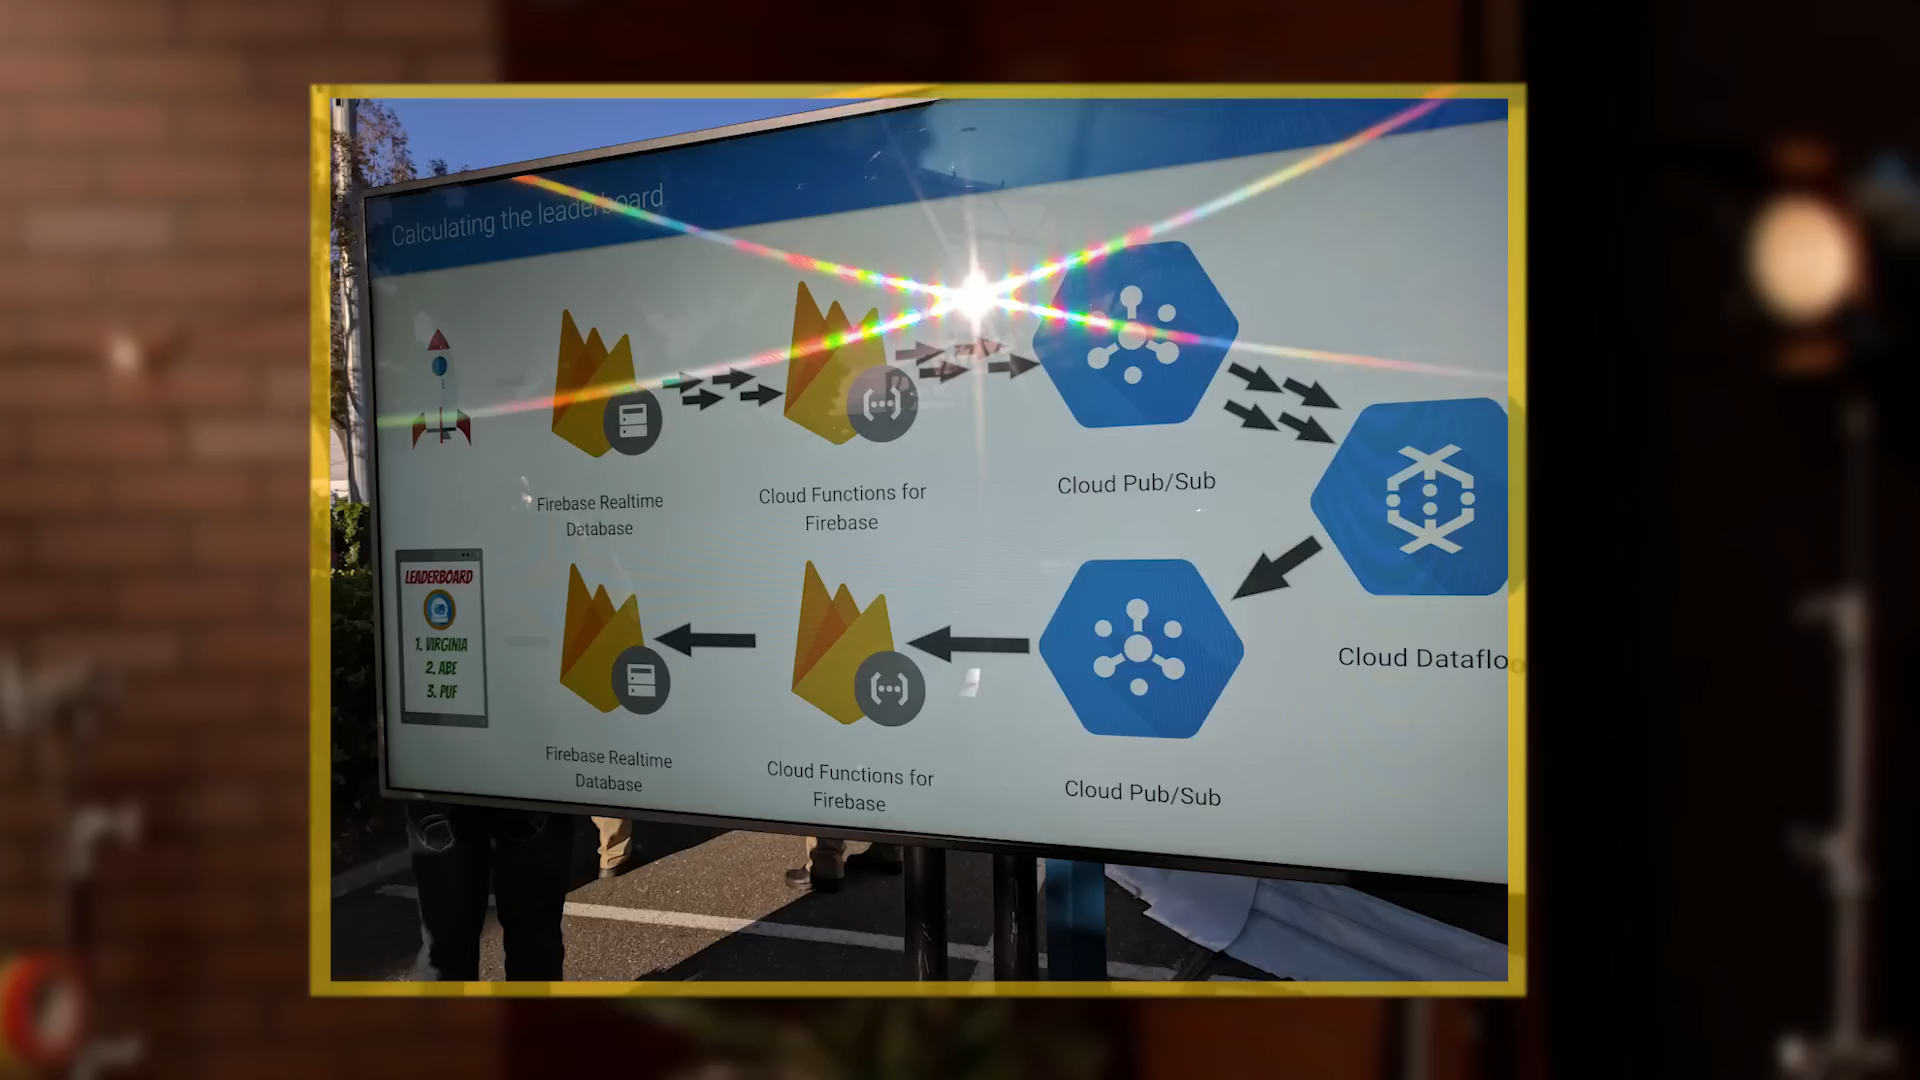 Calculating the leaderboard
Firebase Realtime
Database
Cloud Functions for
Firebase
Cloud Pub/Sub
Cloud Dataflo
LEADERBOARD
1. VIRGINIA
2. ABE
3. PUF
Firebase Realtime
Database
Cloud Functions for
Firebase
Cloud Pub/Sub